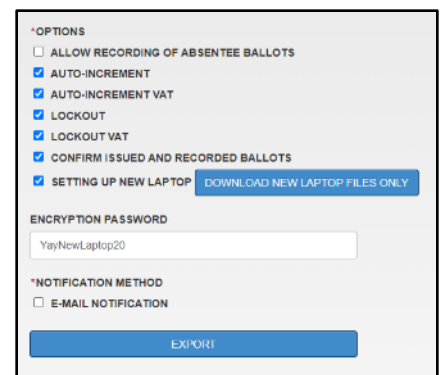 *OPTIONS
ALLOW RECORDING OF ABSENTEE BALLOTS
AUTO-INCREMENT
AUTO-INCREMENT VAT
LOCKOUT
LOCKOUT VAT
CONFIRM ISSUED AND RECORDED BALLOTS
SETTING UP NEW LAPTOP DOWNLOAD NEW LAPTOP FILES ONLY
ENCRYPTION PASSWORD
YayNewLaptop20
*NOTIFICATION METHOD
E-MAIL NOTIFICATION
EXPORT